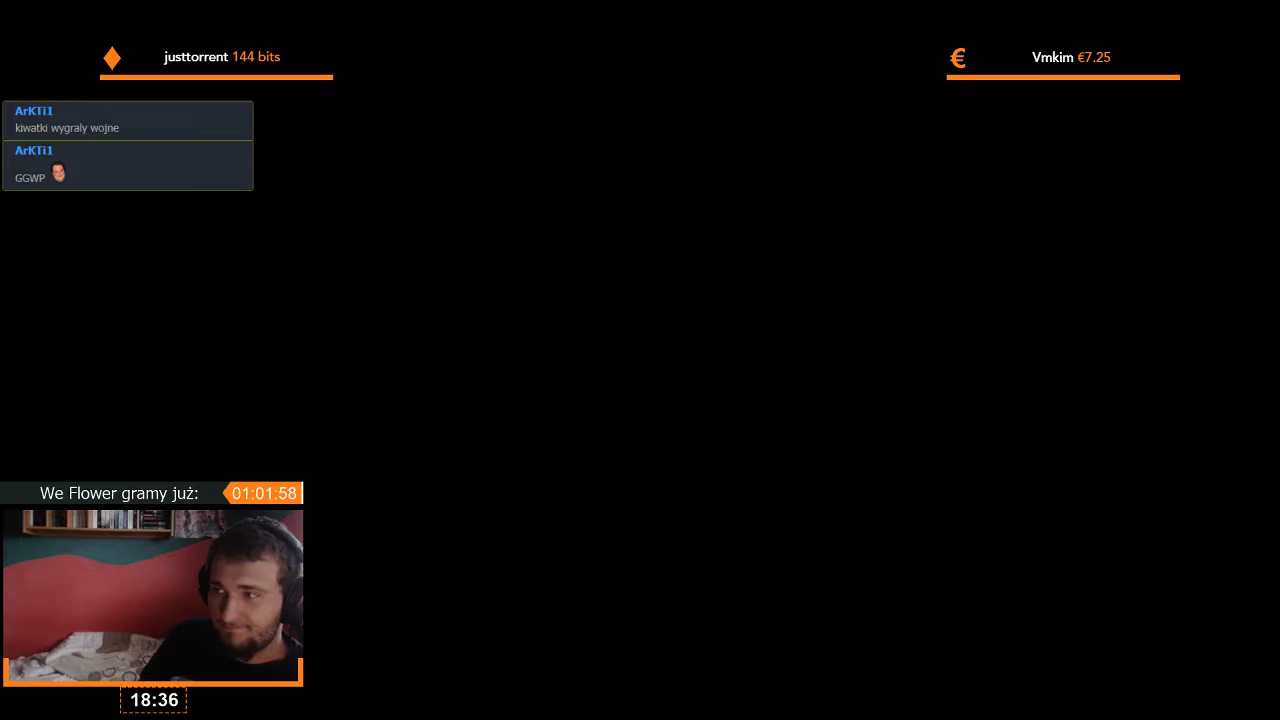 justtorrent 144 bits
€ Vmkim €7.25
ArKTi1
kiwatki wygraly wojne
ArKTi1
GGWP
We Flower gramy już: 01:01:58
18:36